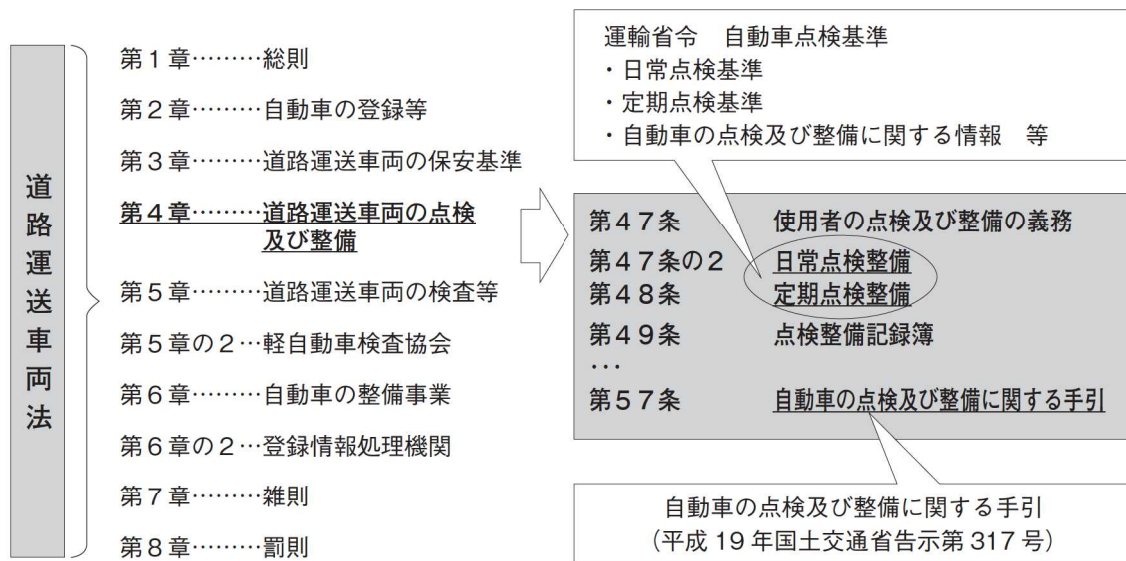 道路運送車両法
第1章………総則
第2章………自動車の登録等
第3章………道路運送車両の保安基準
第4章………道路運送車両の点検
及び整備
第5章………道路運送車両の検査等
第5章の2…軽自動車検査協会
第6章………自動車の整備事業
第6章の2…登録情報処理機関
第7章………雑則
第8章………罰則
運輸省令　自動車点検基準
・日常点検基準
・定期点検基準
・自動車の点検及び整備に関する情報　等
第47条　使用者の点検及び整備の義務
第47条の2　日常点検整備
第48条　定期点検整備
第49条　点検整備記録簿
･･･
第57条　自動車の点検及び整備に関する手引
自動車の点検及び整備に関する手引
（平成19年国土交通省告示第317号）